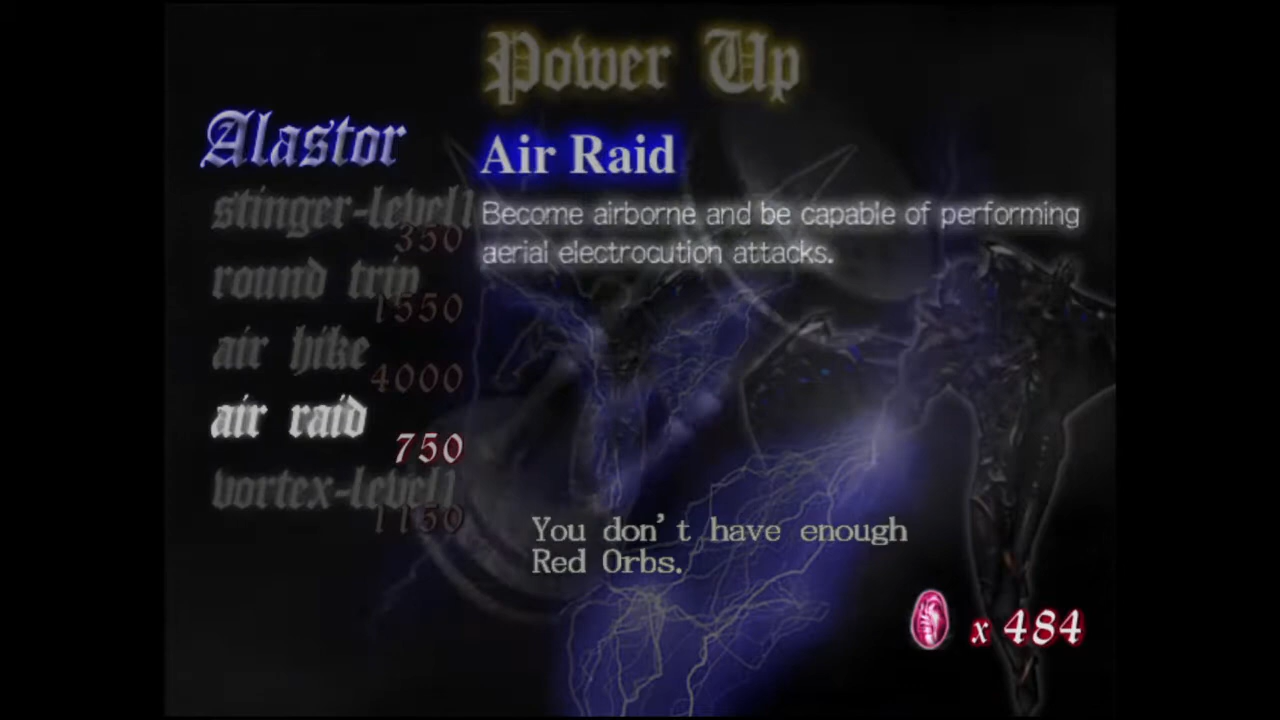 Power Up
Alastor
stinger-level1
350
round trip
1550
air hike
4000
air raid
750
vortex-level1
1150
Air Raid
Become airborne and be capable of performing
aerial electrocution attacks.
You don't have enough
Red Orbs.
x 484